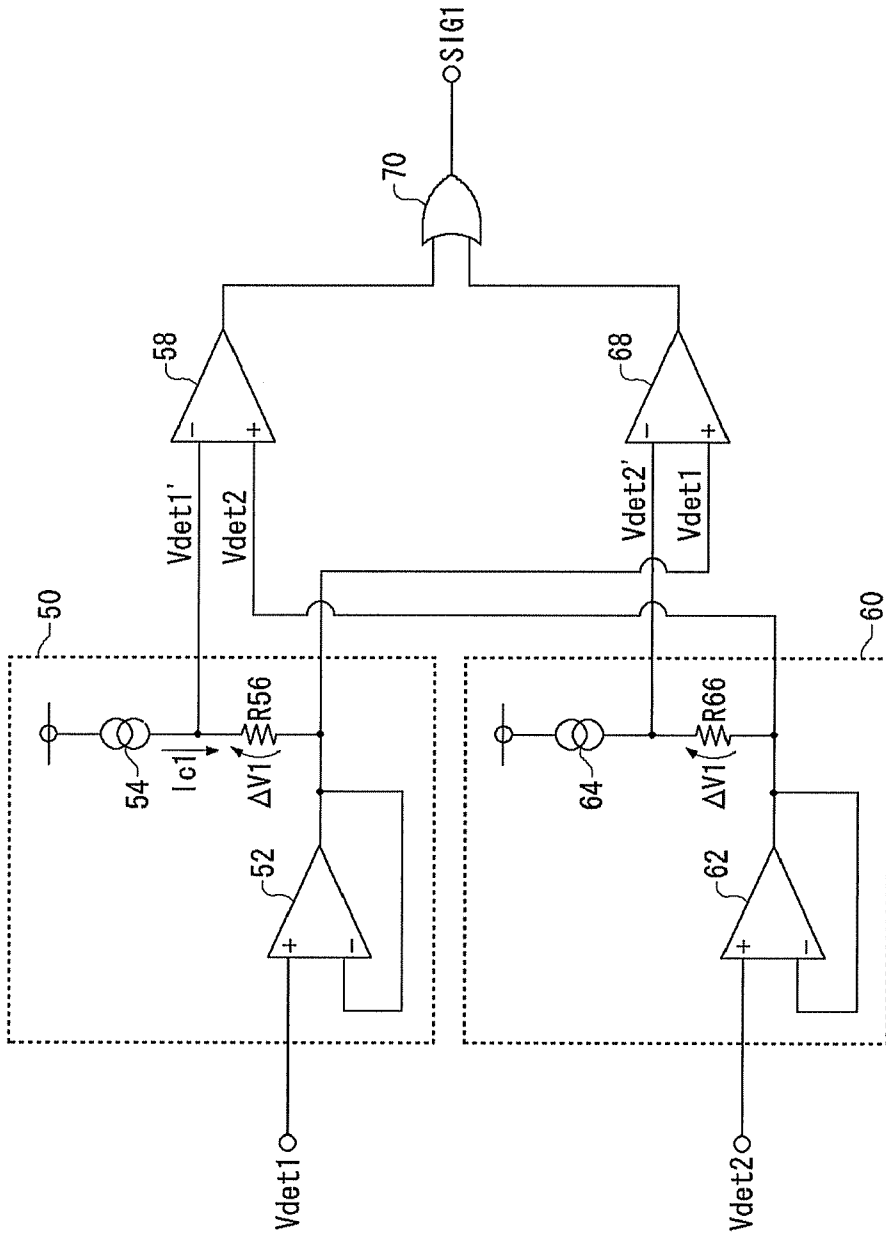 50
54
Ic1
R56
ΔV1
52
+
−
Vdet1
Vdet1'
Vdet2
58
−
+
70
SIG1
60
64
R66
ΔV1
62
+
−
Vdet2
Vdet2'
Vdet1
68
−
+